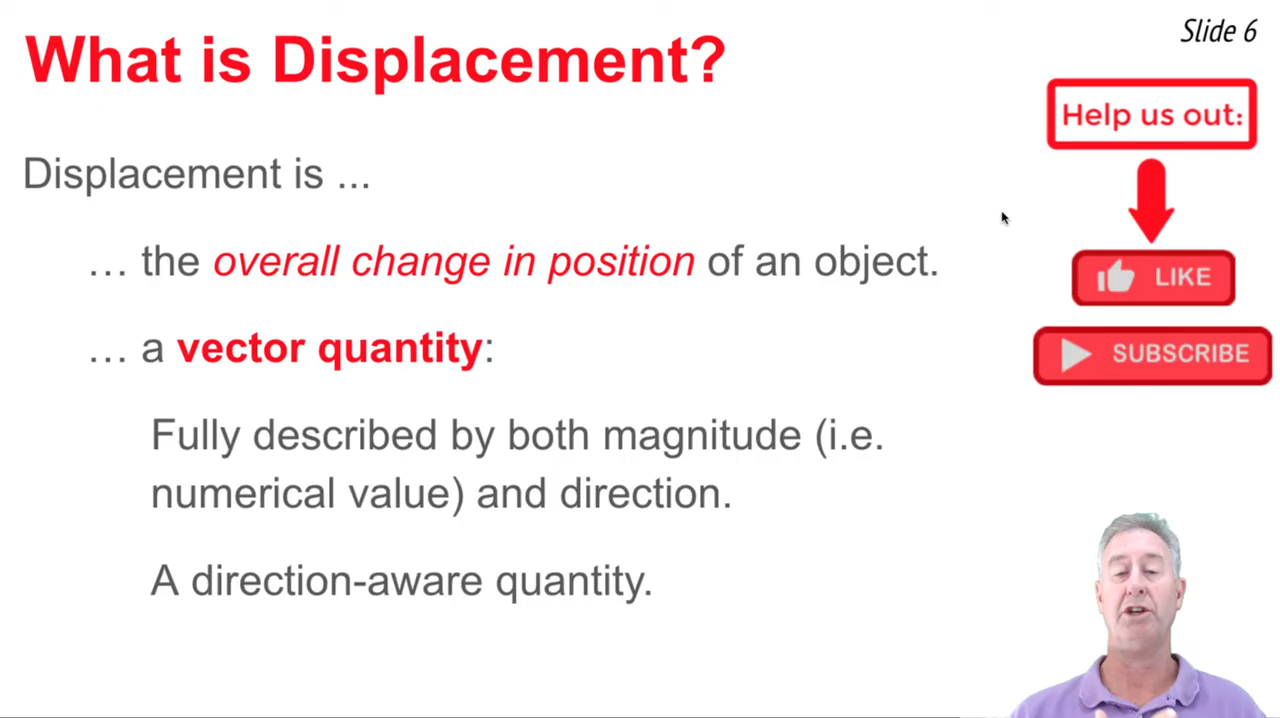 What is Displacement?
Slide 6
Help us out:
Displacement is ...
… the overall change in position of an object.
LIKE
… a vector quantity:
SUBSCRIBE
Fully described by both magnitude (i.e.
numerical value) and direction.
A direction-aware quantity.